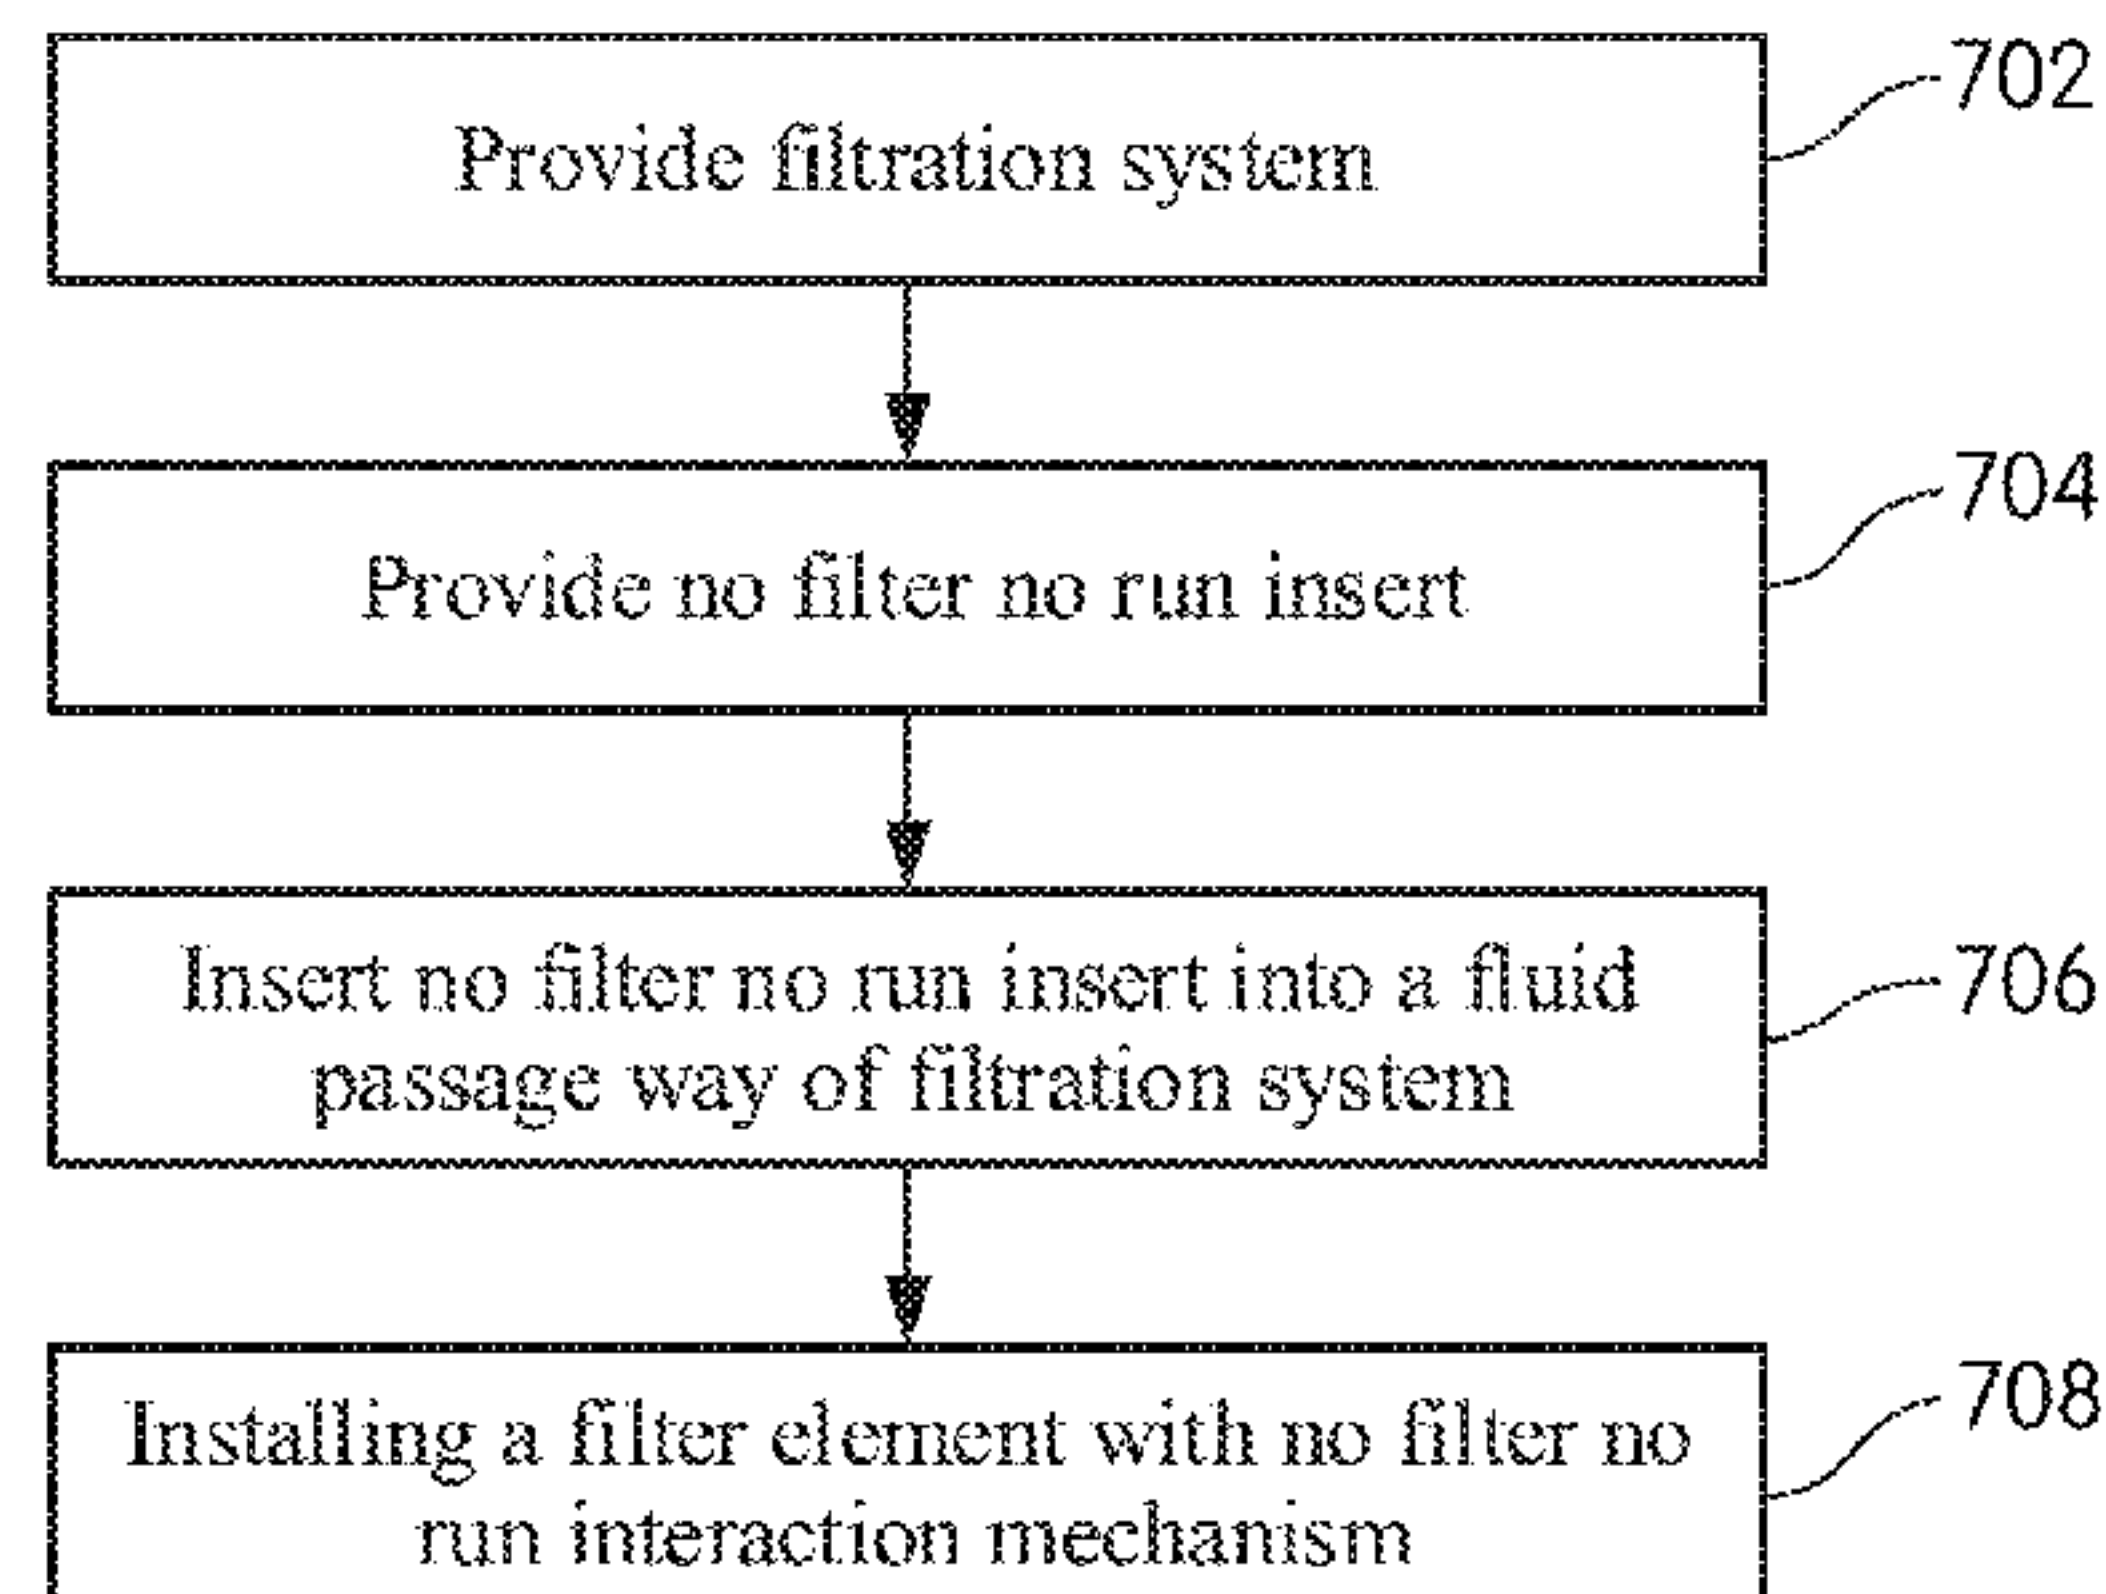 702
Provide filtration system
704
Provide no filter no run insert
706
Insert no filter no run insert into a fluid
passage way of filtration system
708
Installing a filter element with no filter no
run interaction mechanism